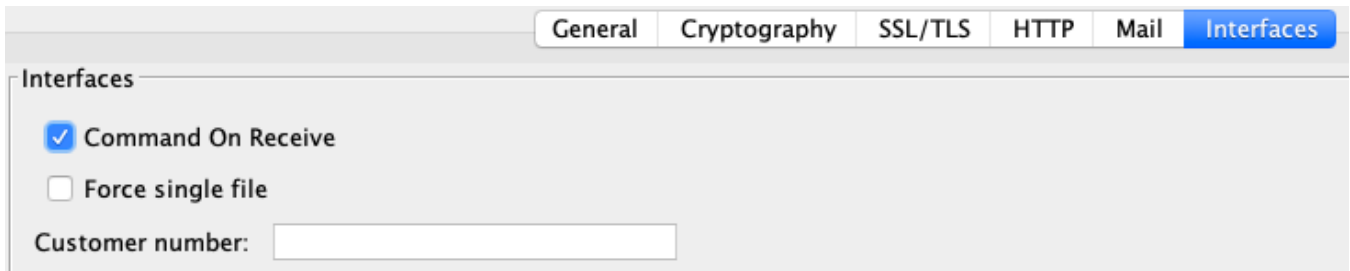 General Cryptography SSL/TLS HTTP Mail Interfaces
Interfaces
Command On Receive
Force single file
Customer number: